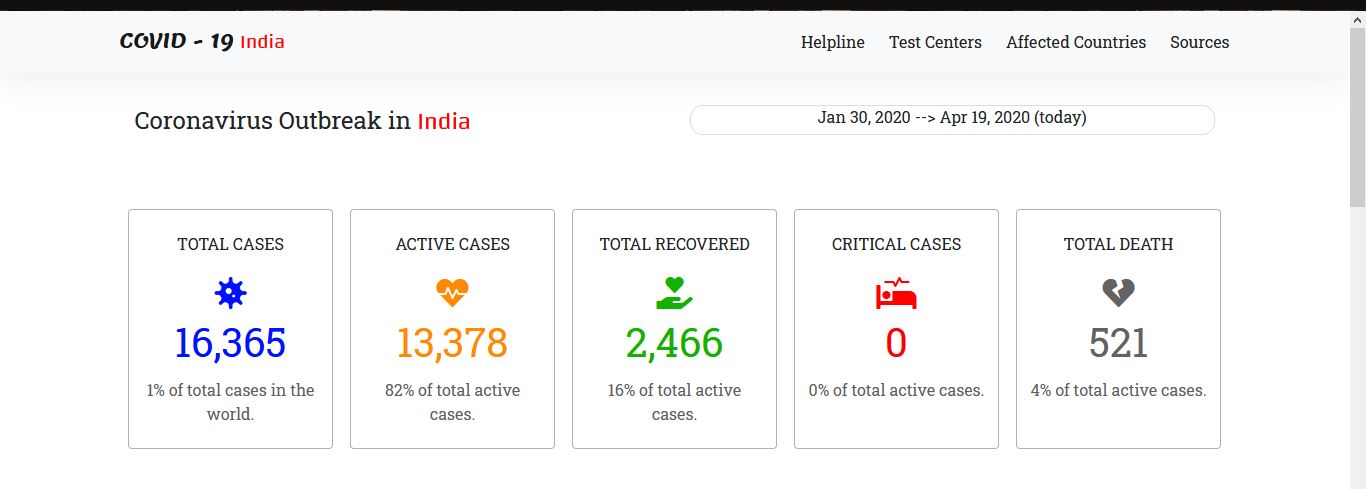 COVID - 19 India
Helpline Test Centers Affected Countries Sources
Coronavirus Outbreak in India
Jan 30, 2020 --> Apr 19, 2020 (today)
TOTAL CASES
16,365
1% of total cases in the
world.
ACTIVE CASES
13,378
82% of total active
cases.
TOTAL RECOVERED
2,466
16% of total active
cases.
CRITICAL CASES
0
0% of total active cases.
TOTAL DEATH
521
4% of total active cases.